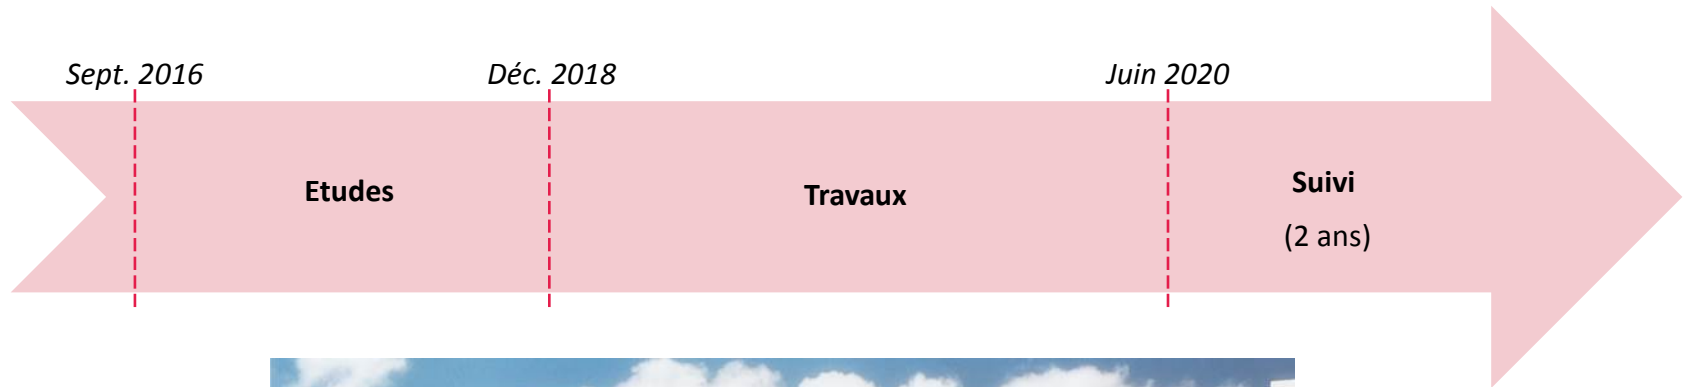 Sept. 2016
Déc. 2018
Juin 2020
Etudes
Travaux
Suivi
(2 ans)